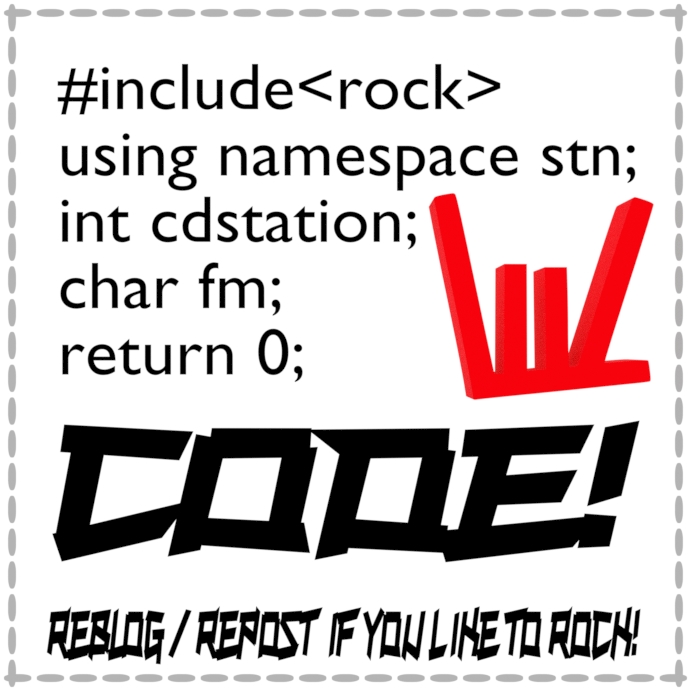 #include<rock>
using namespace stn;
int cdstation;
char fm;
return 0;
CODE!
REBLOG / REPOST IF YOU LIKE TO ROCK!